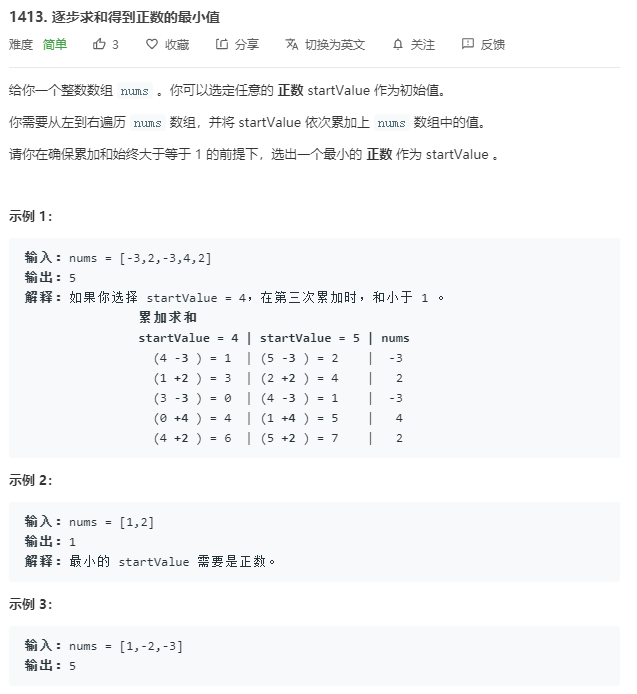 1413. 逐步求和得到正数的最小值
难度 简单 3 收藏 分享 切换为英文 关注 反馈
给你一个整数数组 nums 。你可以选定任意的 正数 startValue 作为初始值。
你需要从左到右遍历 nums 数组，并将 startValue 依次累加上 nums 数组中的值。
请你在确保累加和始终大于等于 1 的前提下，选出一个最小的 正数 作为 startValue 。
示例 1：
输入：nums = [-3,2,-3,4,2]
输出：5
解释：如果你选择 startValue = 4，在第三次累加时，和小于 1 。
累加求和
startValue = 4 | startValue = 5 | nums
(4 -3 ) = 1 | (5 -3 ) = 2 | -3
(1 +2 ) = 3 | (2 +2 ) = 4 | 2
(3 -3 ) = 0 | (4 -3 ) = 1 | -3
(0 +4 ) = 4 | (1 +4 ) = 5 | 4
(4 +2 ) = 6 | (5 +2 ) = 7 | 2
示例 2：
输入：nums = [1,2]
输出：1
解释：最小的 startValue 需要是正数。
示例 3：
输入：nums = [1,-2,-3]
输出：5